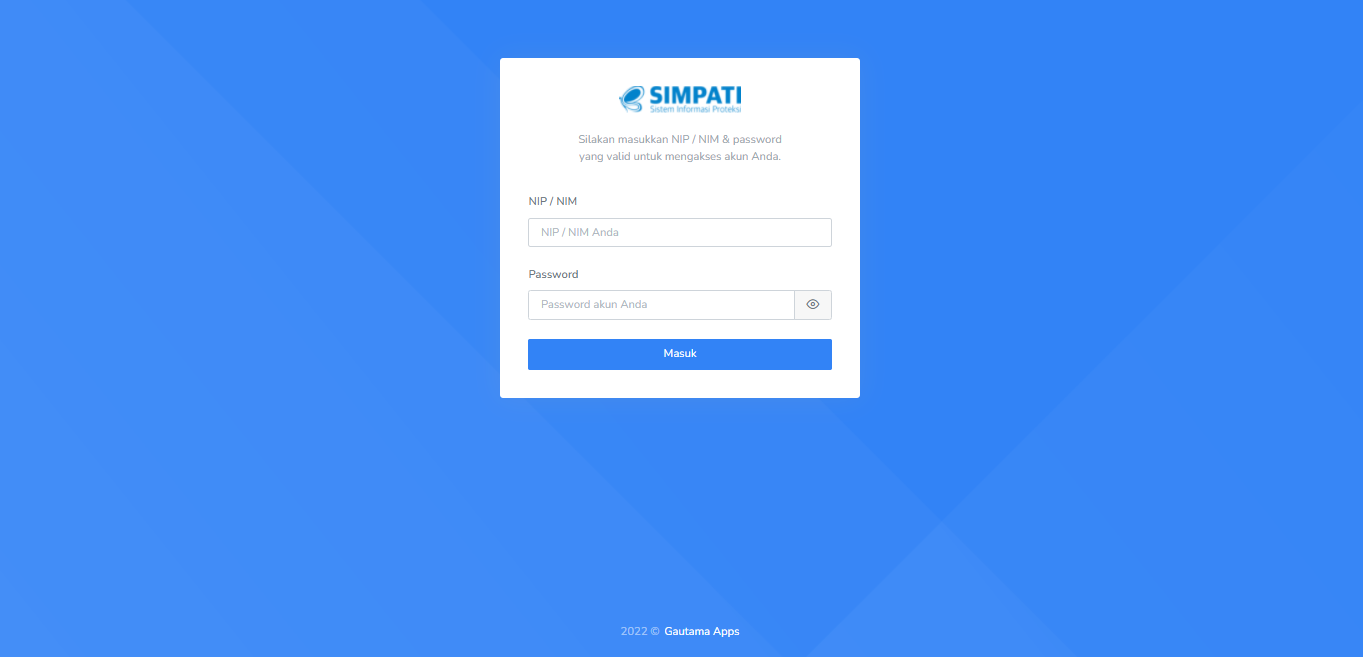 SIMPATI
Sistem Informasi Proteksi
Silakan masukkan NIP / NIM & password
yang valid untuk mengakses akun Anda.
NIP / NIM
NIP / NIM Anda
Password
Password akun Anda
Masuk
2022 © Gautama Apps